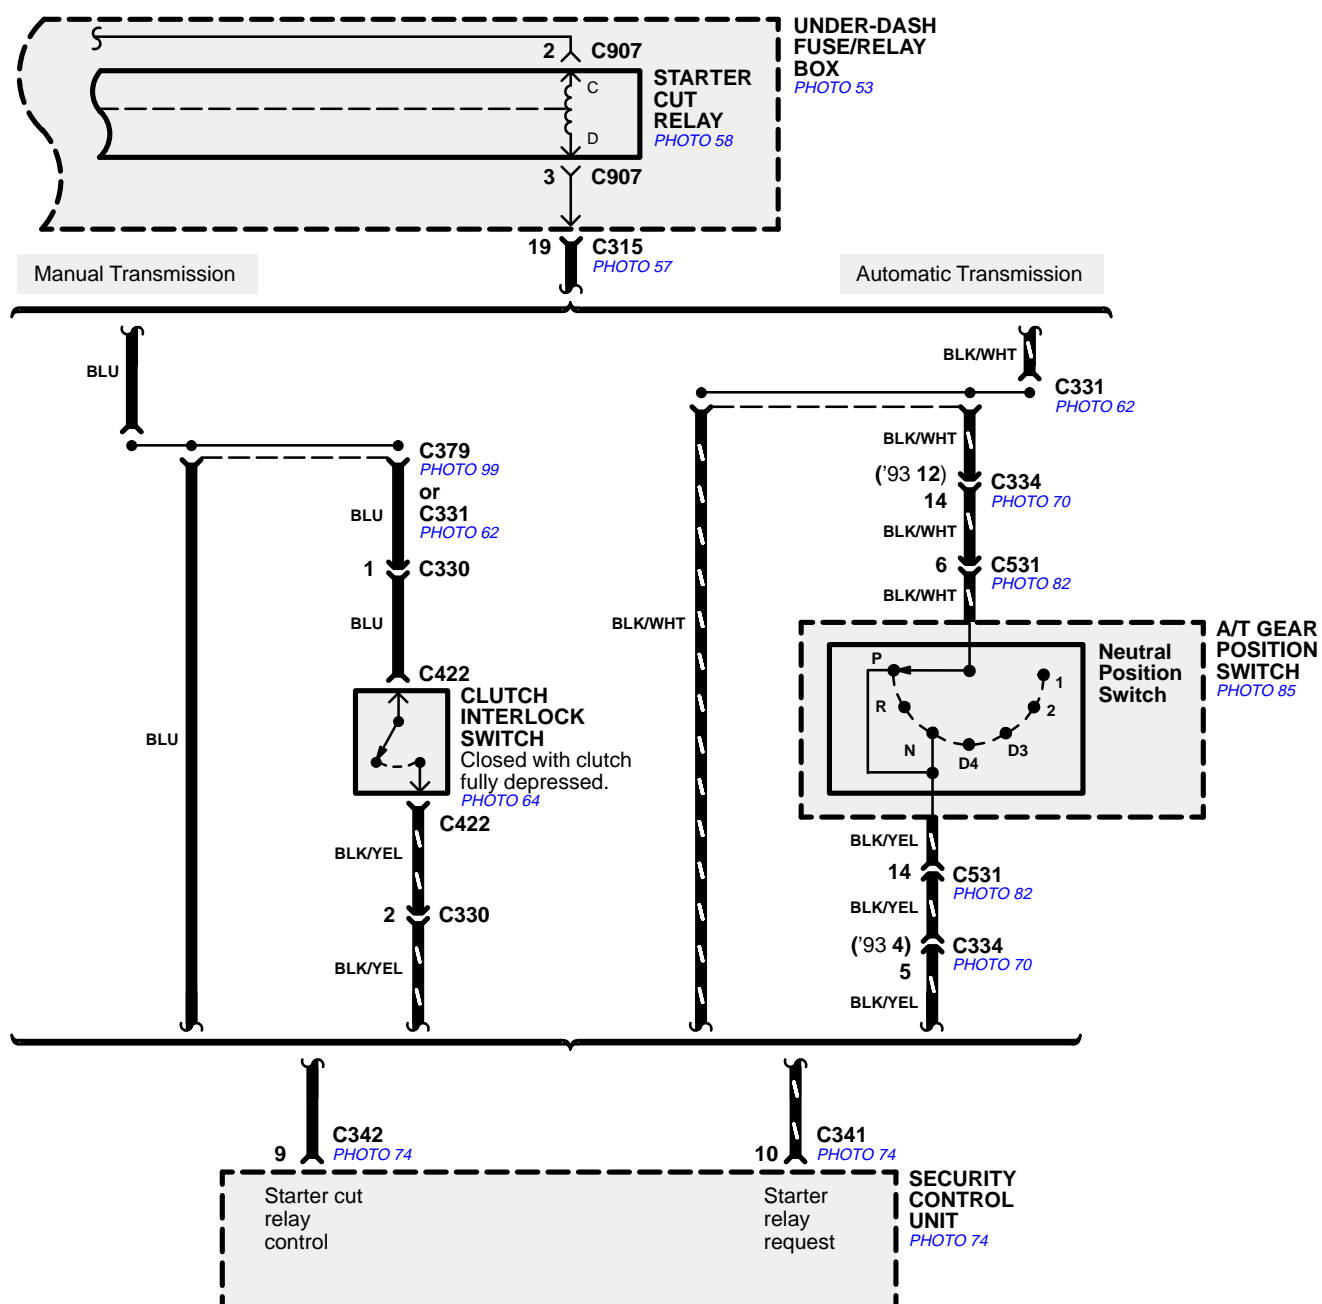 UNDER-DASH
FUSE/RELAY
BOX
PHOTO 53
2 C907
STARTER
CUT
RELAY
PHOTO 58
C
D
3 C907
19 C315
PHOTO 57
Manual Transmission
Automatic Transmission
BLU
BLK/WHT
C331
PHOTO 62
C379
PHOTO 99
or
C331
PHOTO 62
BLU
1 C330
BLU
C422
CLUTCH
INTERLOCK
SWITCH
Closed with clutch
fully depressed.
PHOTO 64
C422
BLU
BLK/YEL
2 C330
BLK/YEL
BLK/WHT
BLK/WHT
('93 12)
14
C334
PHOTO 70
BLK/WHT
6 C531
PHOTO 82
BLK/WHT
A/T GEAR
POSITION
SWITCH
PHOTO 85
Neutral
Position
Switch
P
R
N
D4
D3
2
1
BLK/YEL
14 C531
PHOTO 82
BLK/YEL
('93 4)
5
C334
PHOTO 70
BLK/YEL
9 C342
PHOTO 74
10 C341
PHOTO 74
SECURITY
CONTROL
UNIT
PHOTO 74
Starter cut
relay
control
Starter
relay
request